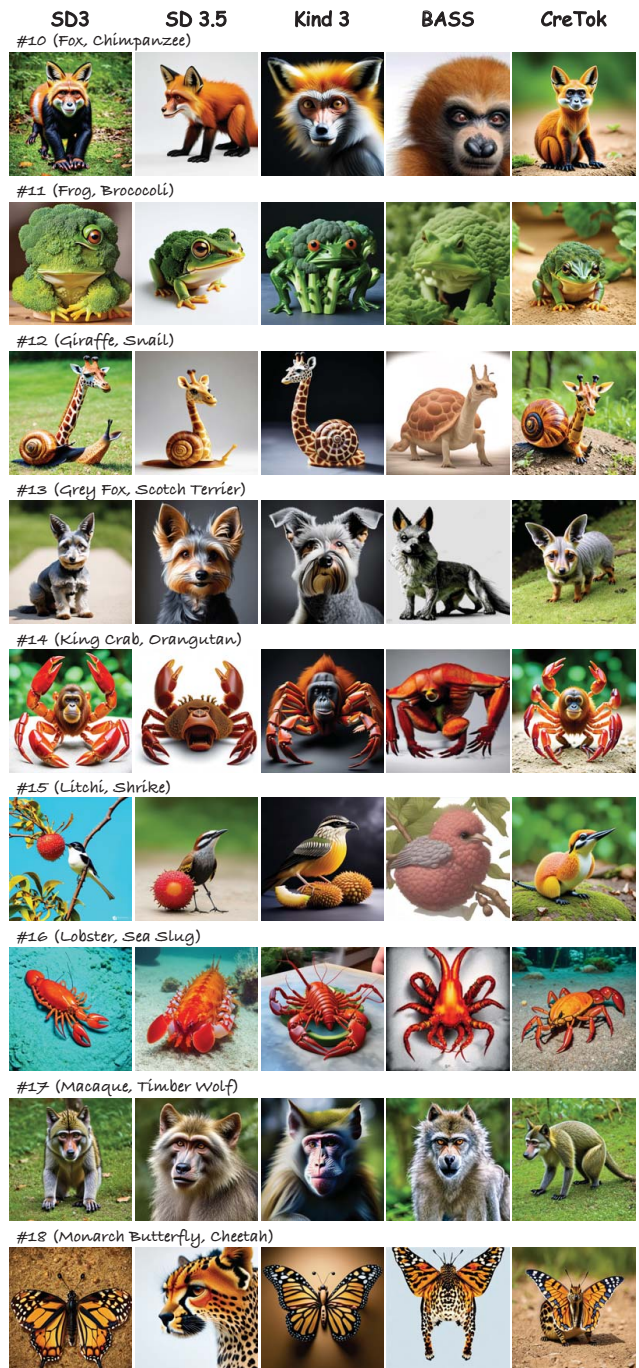 SD3 SD 3.5 Kind 3 BASS CreTok
#10 (Fox, Chimpanzee)
#11 (Frog, Brococoli)
#12 (Giraffe, Snail)
#13 (Grey Fox, Scotch Terrier)
#14 (King Crab, Orangutan)
#15 (Litchi, Shrike)
#16 (Lobster, Sea Slug)
#17 (Macaque, Timber Wolf)
#18 (Monarch Butterfly, Cheetah)